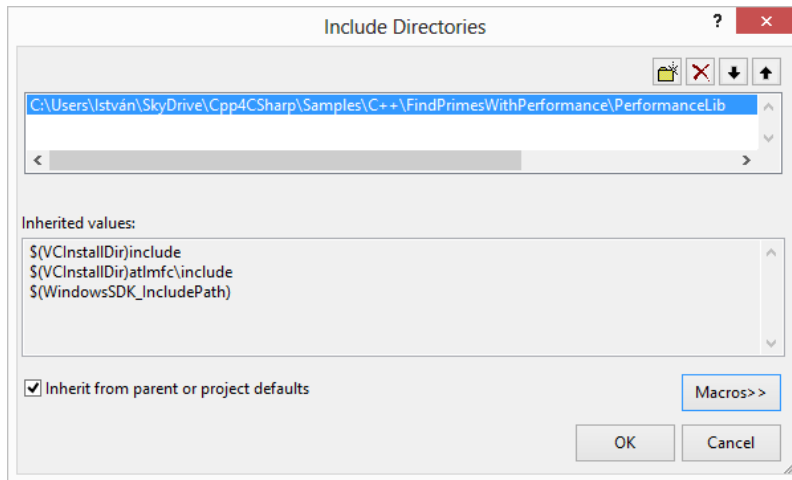 Include Directories
?
C:\Users\István\SkyDrive\Cpp4CSharp\Samples\C++\FindPrimesWithPerformance\PerformanceLib
Inherited values:
$(VCInstallDir)include
$(VCInstallDir)atlmfc\include
$(WindowsSDK_IncludePath)
Inherit from parent or project defaults
Macros>>
OK
Cancel